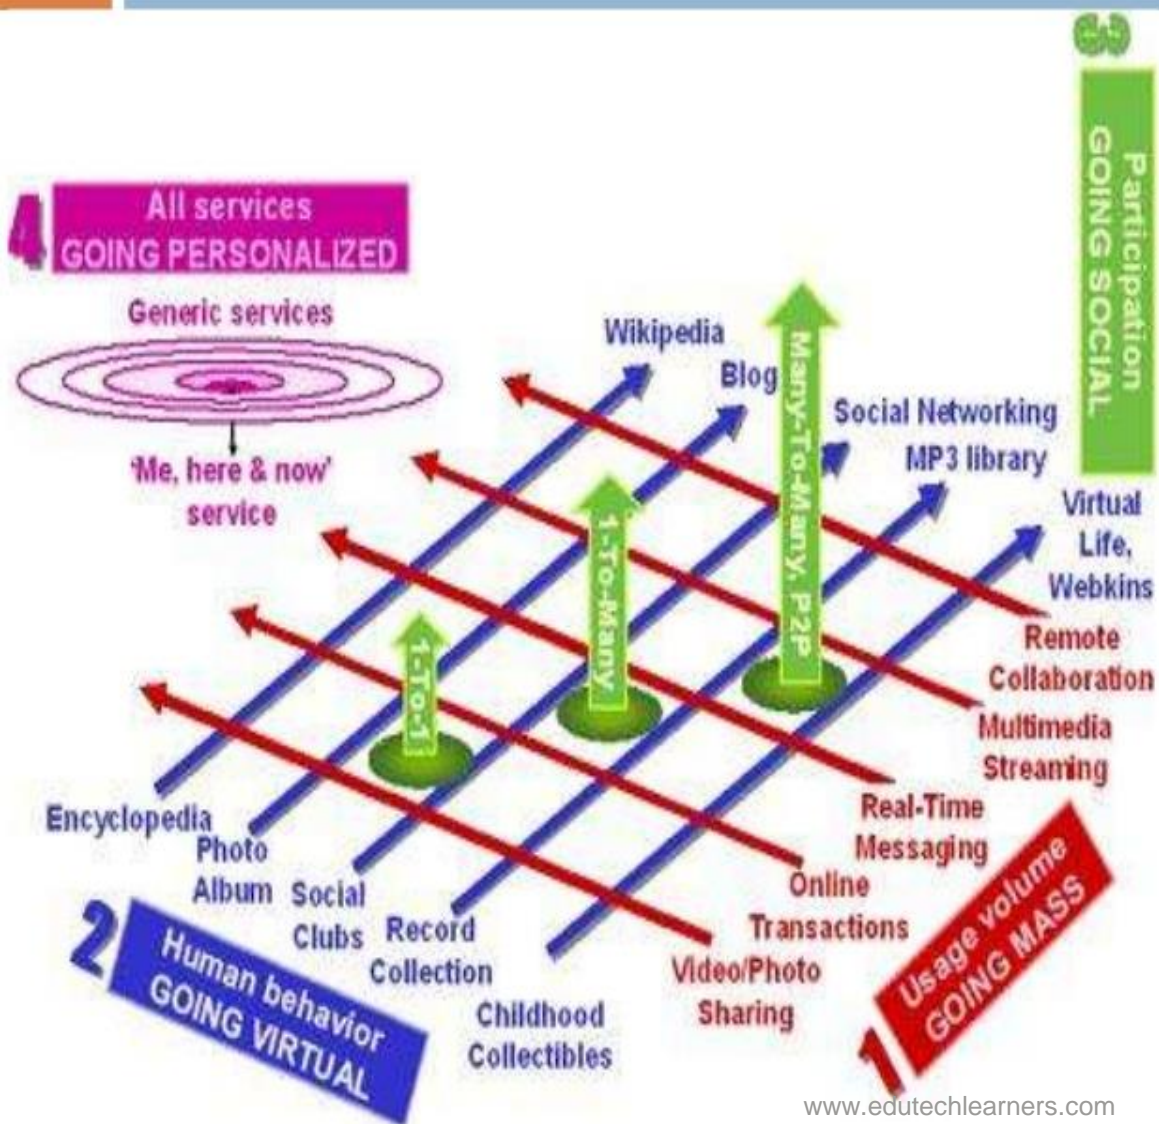 3
Participation
GOING SOCIAL
4
All services
GOING PERSONALIZED
Generic services
'Me, here & now'
service
Wikipedia
Blog
Many-To-Many, P2P
Social Networking
MP3 library
Virtual
Life,
Webkins
1-To-Many
1-To-1
Remote
Collaboration
Multimedia
Streaming
Real-Time
Messaging
Online
Transactions
Video/Photo
Sharing
Encyclopedia
Photo
Album
Social
Clubs
Record
Collection
Childhood
Collectibles
2
Human behavior
GOING VIRTUAL
1
Usage volume
GOING MASS
www.edutechlearners.com